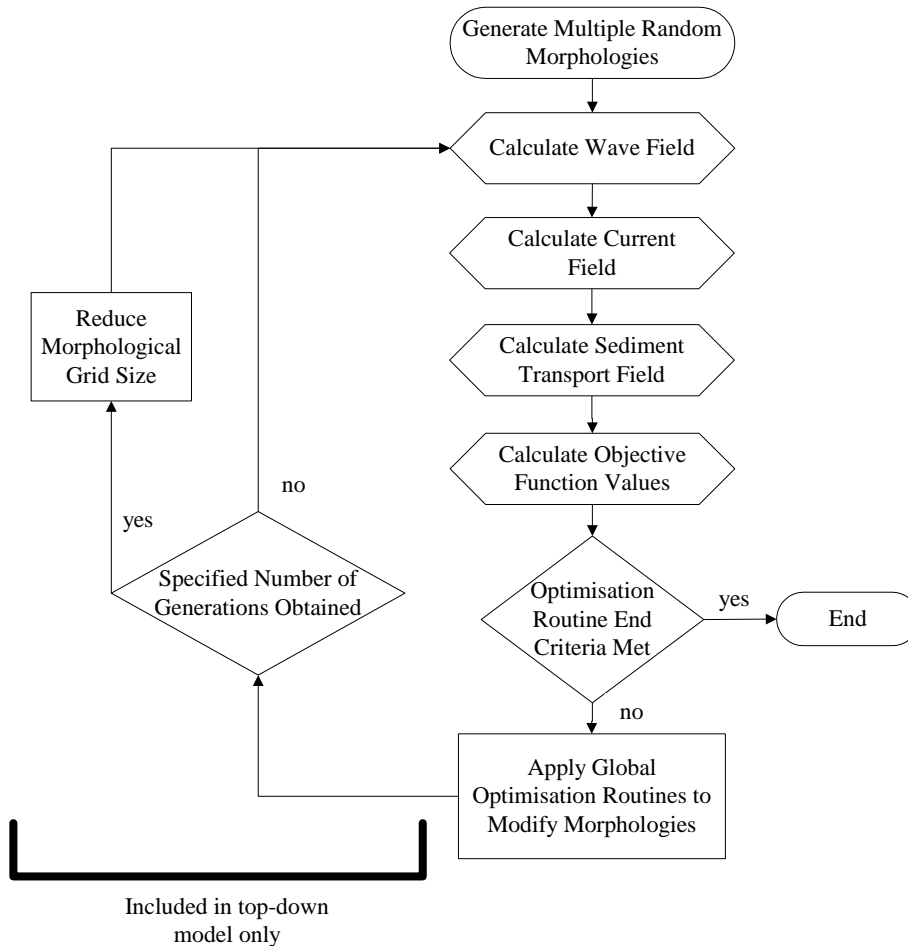 Generate Multiple Random
Morphologies
Calculate Wave Field
Calculate Current
Field
Reduce
Morphological
Grid Size
Calculate Sediment
Transport Field
Calculate Objective
Function Values
no
yes
Specified Number of
Generations Obtained
Optimisation
Routine End
Criteria Met
yes
End
no
Apply Global
Optimisation Routines to
Modify Morphologies
Included in top-down
model only